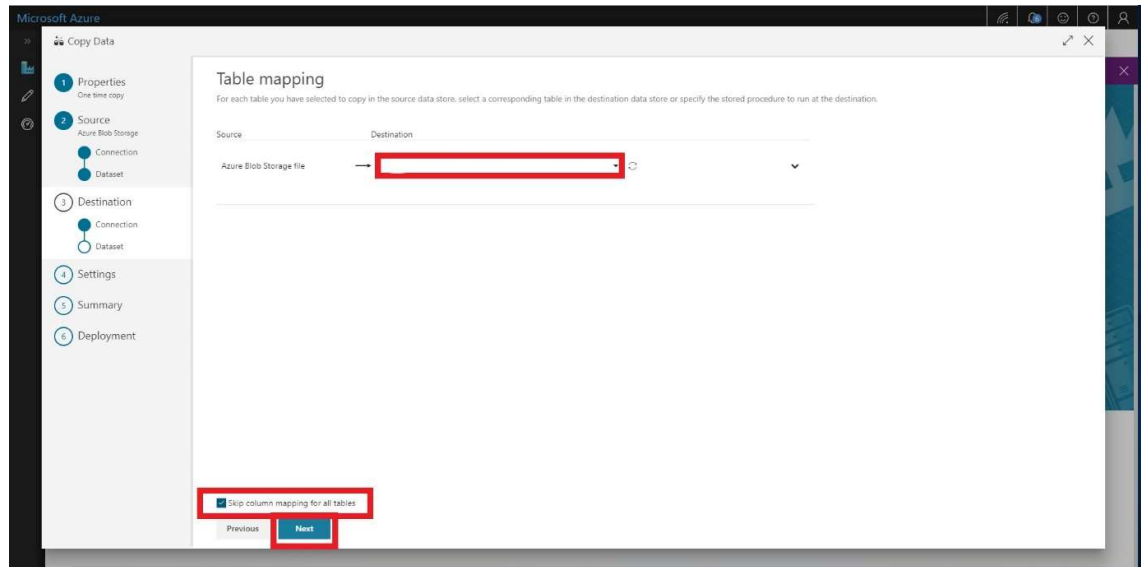 Microsoft Azure
Copy Data
1 Properties
One time copy
2 Source
Azure Blob Storage
Connection
Dataset
3 Destination
Connection
Dataset
4 Settings
5 Summary
6 Deployment
Table mapping
For each table you have selected to copy in the source data store, select a corresponding table in the destination data store or specify the stored procedure to run at the destination.
Source Destination
Azure Blob Storage file
Skip column mapping for all tables
Previous Next